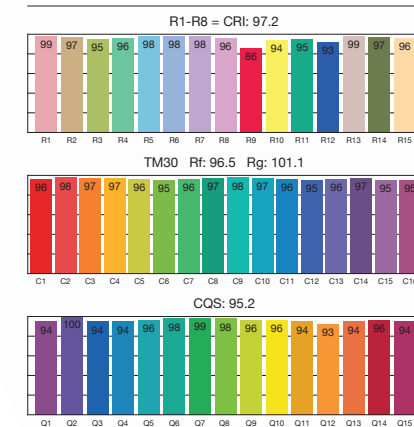 R1-R8 = CRI: 97.2
99 97 95 96 98 98 98 96 86 94 95 93 99 97 96
R1 R2 R3 R4 R5 R6 R7 R8 R9 R10 R11 R12 R13 R14 R15
TM30 Rf: 96.5 Rg: 101.1
96 98 97 97 96 95 96 97 98 97 96 95 96 97 95 95
C1 C2 C3 C4 C5 C6 C7 C8 C9 C10 C11 C12 C13 C14 C15 C16
CQS: 95.2
94 100 94 94 96 98 99 98 96 96 94 93 94 96 94
Q1 Q2 Q3 Q4 Q5 Q6 Q7 Q8 Q9 Q10 Q11 Q12 Q13 Q14 Q15